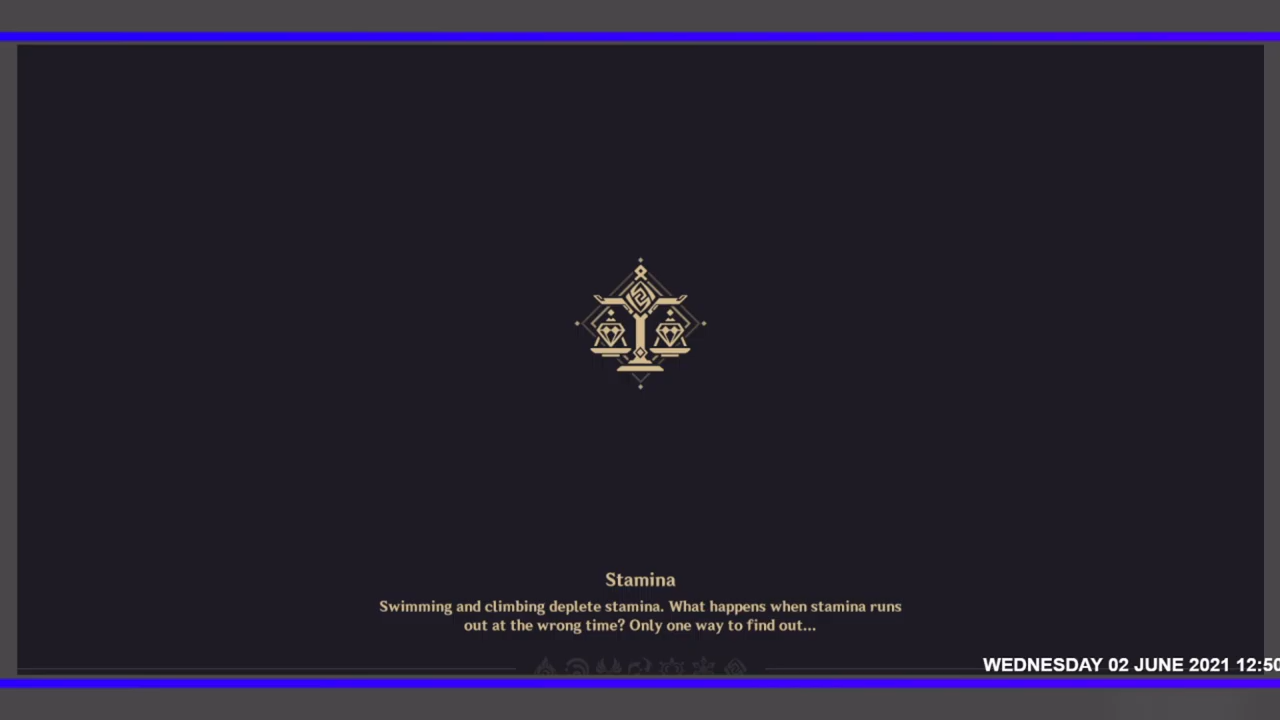 Stamina
Swimming and climbing deplete stamina. What happens when stamina runs
out at the wrong time? Only one way to find out...
WEDNESDAY 02 JUNE 2021 12:50